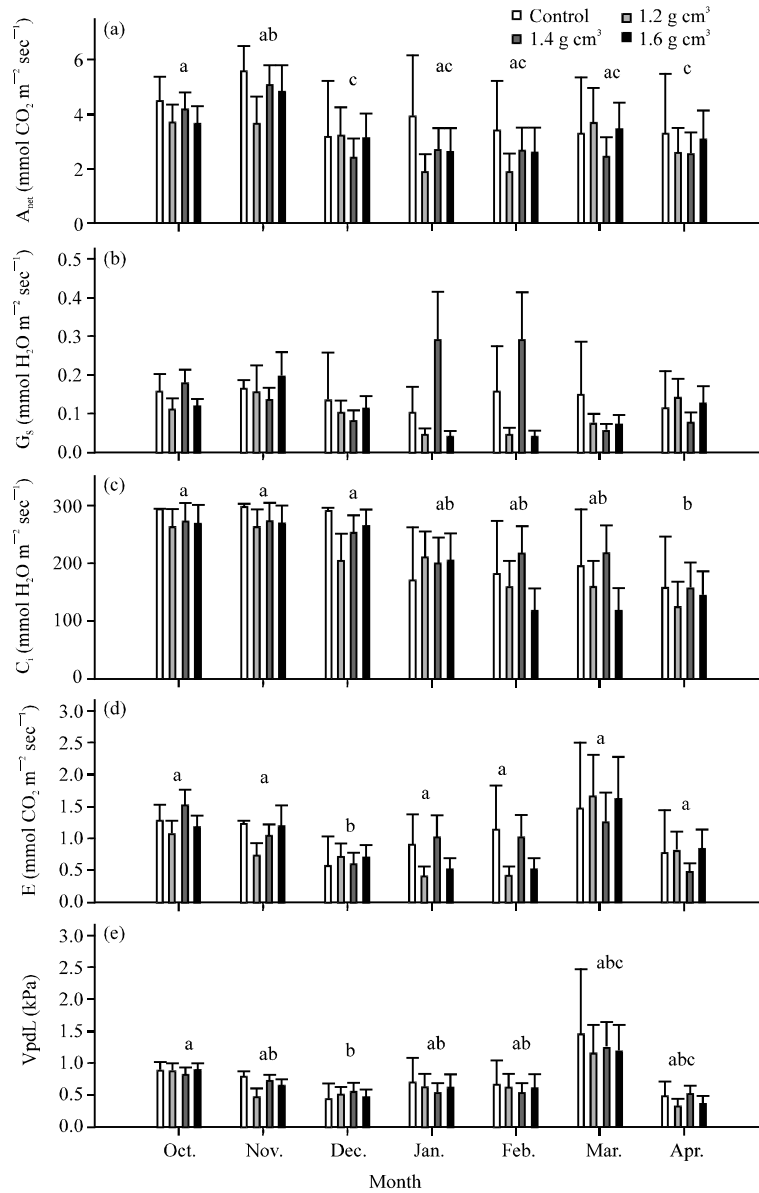 Control 1.2 g cm³
1.4 g cm³ 1.6 g cm³
(a)
Aₙₑₜ (mmol CO₂ m⁻² sec⁻¹)
6
4
2
0
a ab c ac ac ac c
(b)
Gₛ (mmol H₂O m⁻² sec⁻¹)
0.5
0.4
0.3
0.2
0.1
0.0
(c)
Cᵢ (mmol H₂O m⁻² sec⁻¹)
300
200
100
0
a a a ab ab ab b
(d)
E (mmol CO₂ m⁻² sec⁻¹)
3.0
2.5
2.0
1.5
1.0
0.5
0.0
a a b a a a a
(e)
VpdL (kPa)
3.0
2.5
2.0
1.5
1.0
0.5
0.0
a ab b ab ab abc abc
Oct. Nov. Dec. Jan. Feb. Mar. Apr.
Month